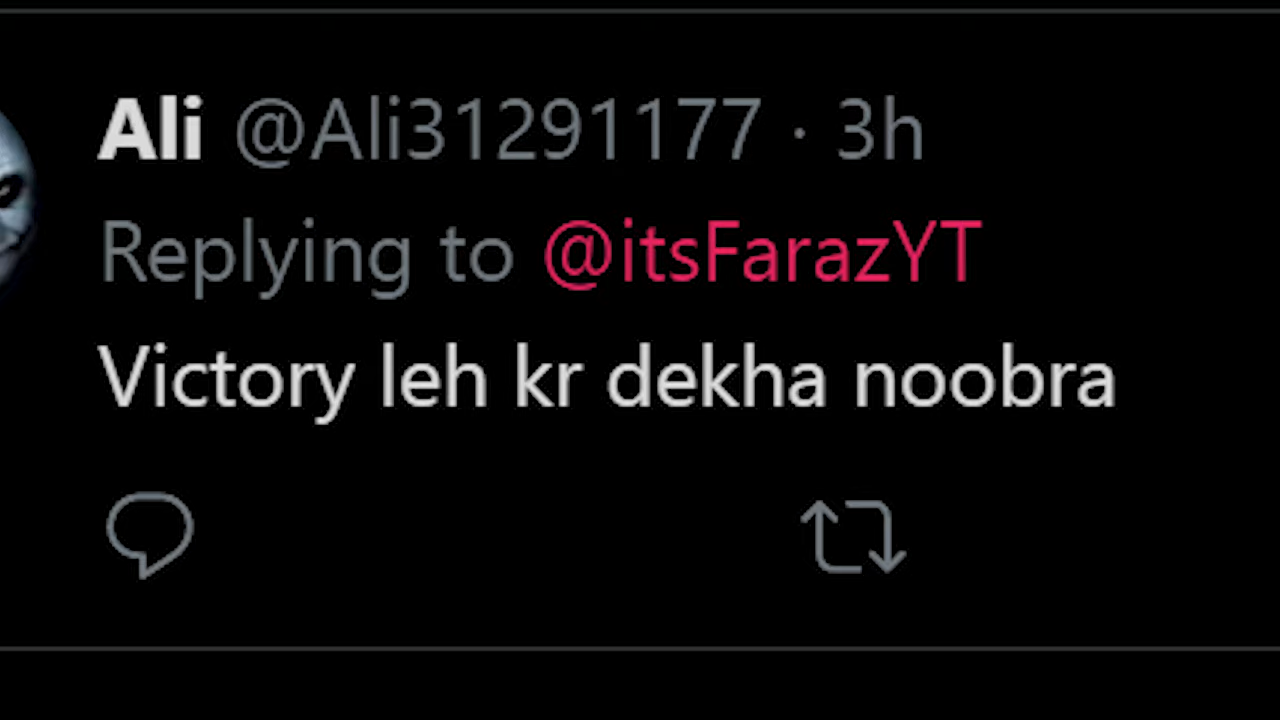 Ali @Ali31291177 · 3h
Replying to @itsFarazYT
Victory leh kr dekha noobra